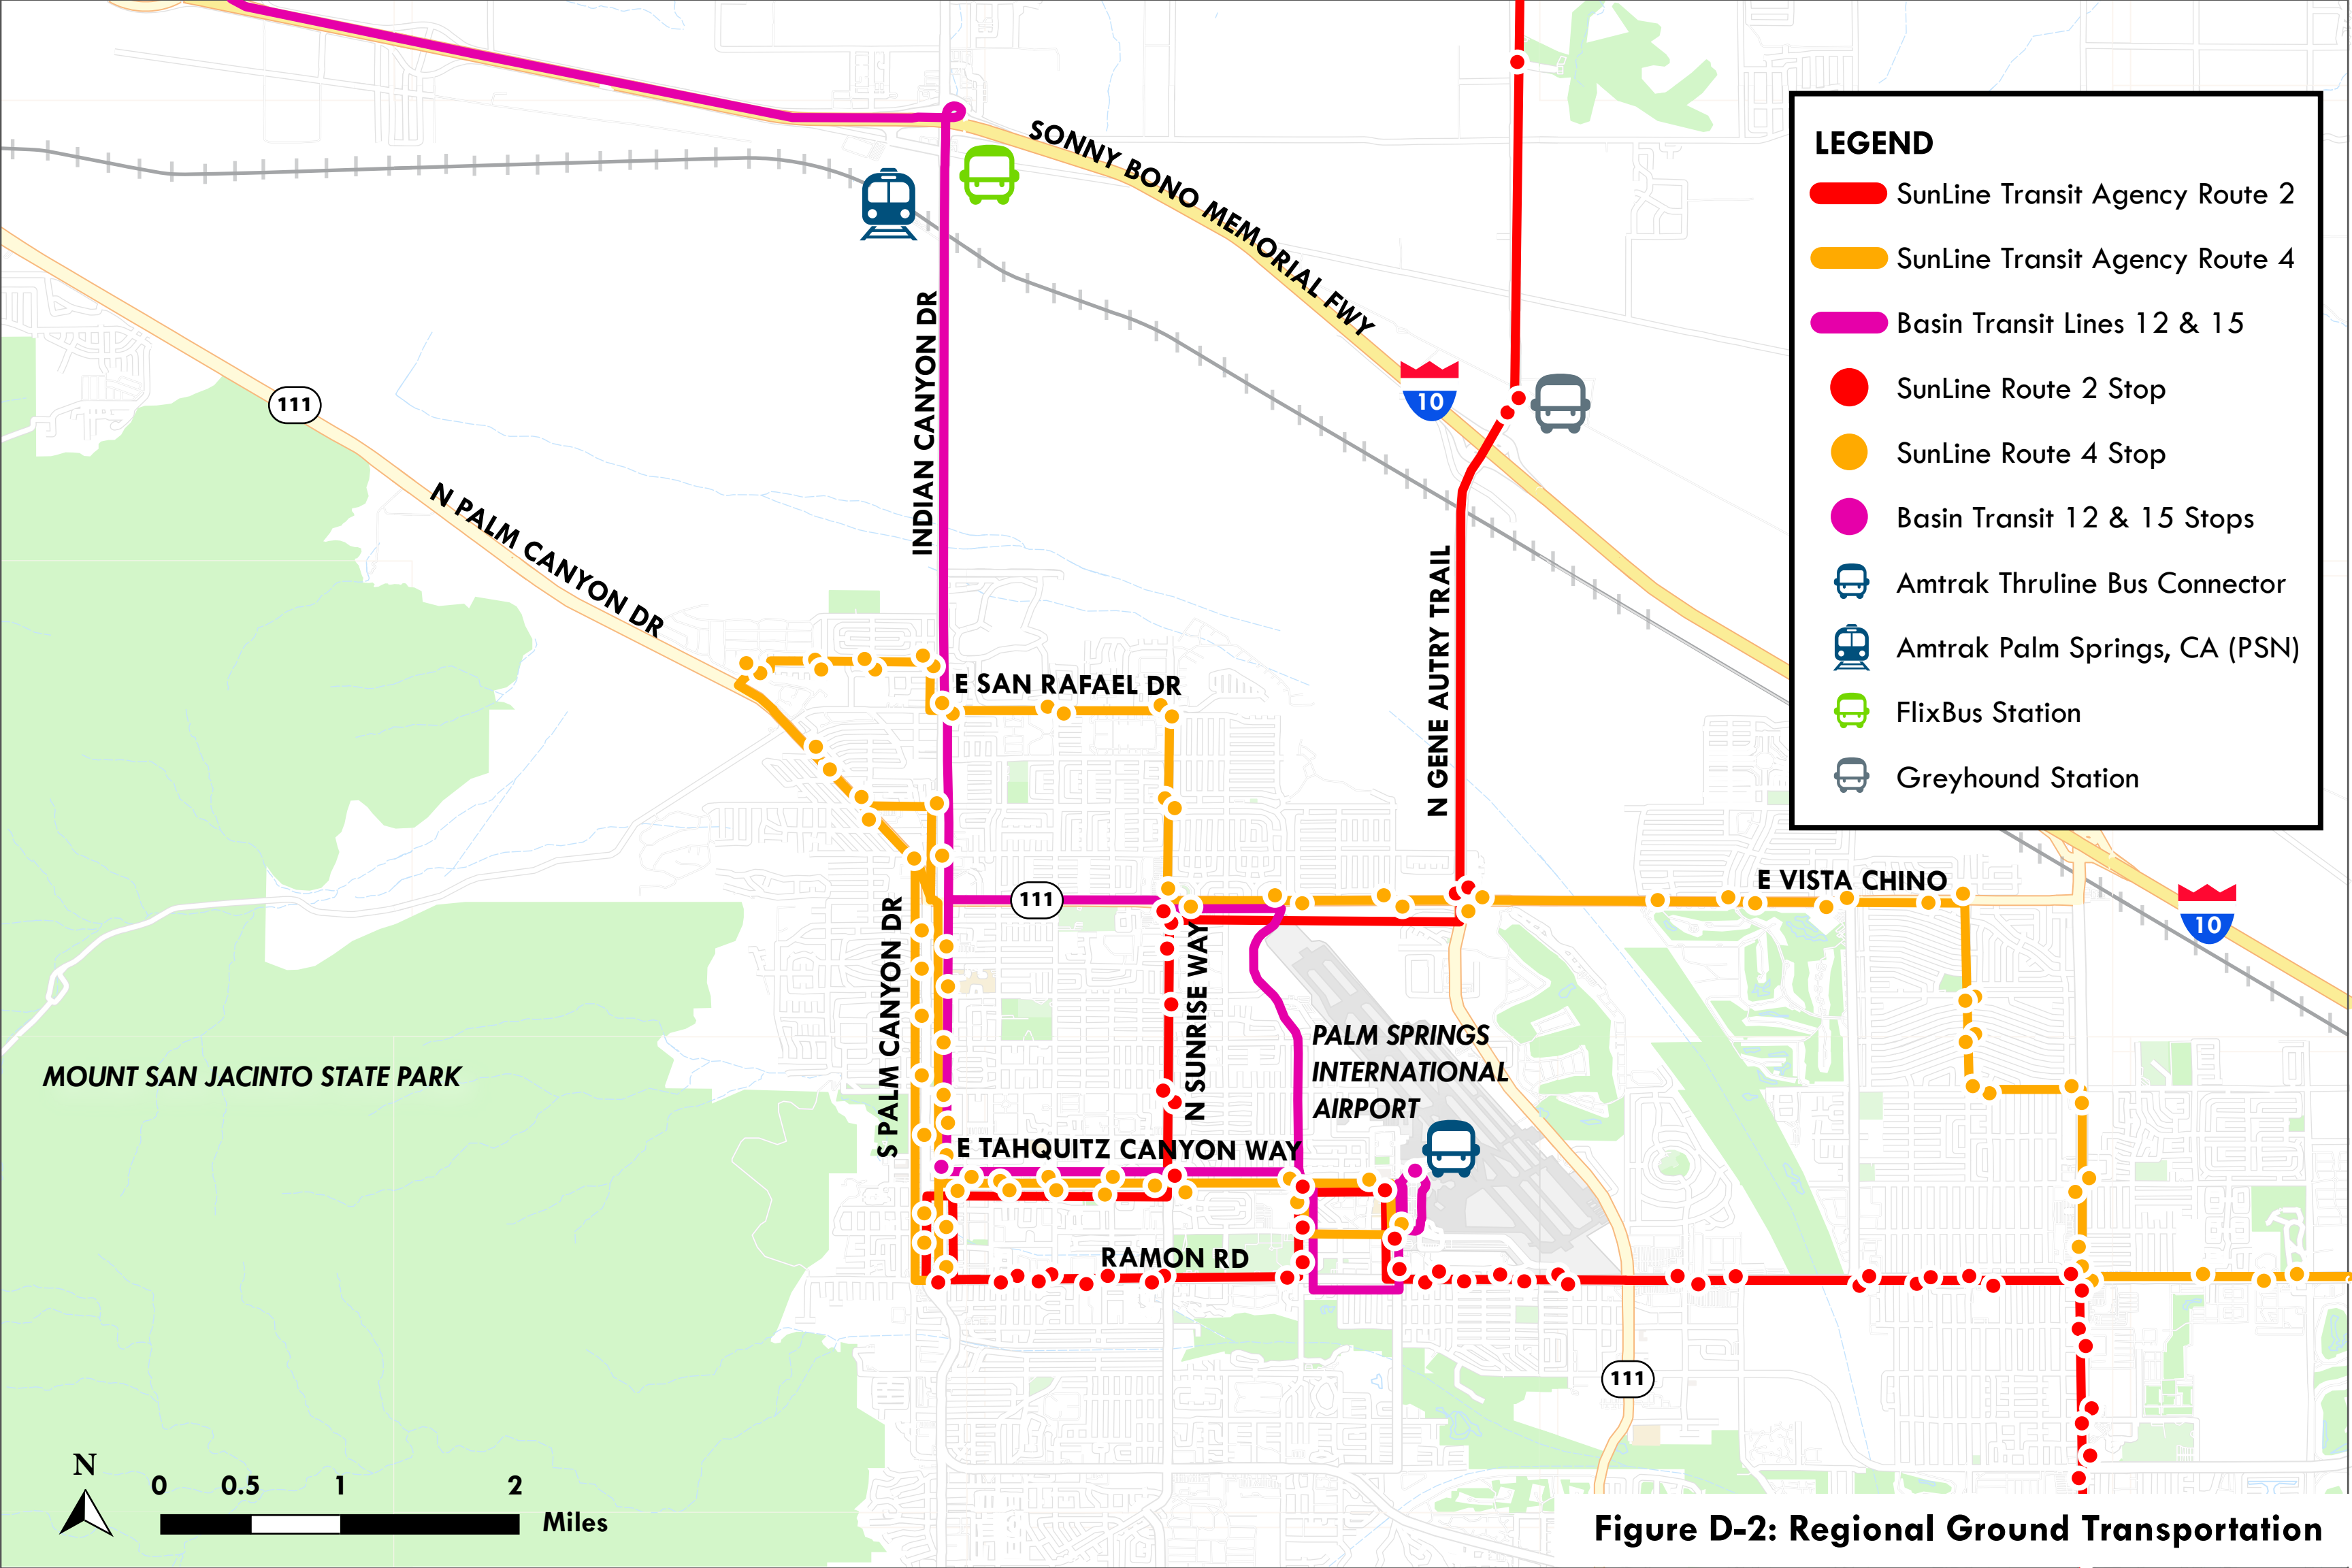 SONNY BONO MEMORIAL FWY
LEGEND
SunLine Transit Agency Route 2
SunLine Transit Agency Route 4
Basin Transit Lines 12 & 15
SunLine Route 2 Stop
SunLine Route 4 Stop
Basin Transit 12 & 15 Stops
Amtrak Thruline Bus Connector
Amtrak Palm Springs, CA (PSN)
FlixBus Station
Greyhound Station
INDIAN CANYON DR
10
111
N PALM CANYON DR
N GENE AUTRY TRAIL
E SAN RAFAEL DR
E VISTA CHINO
111
10
S PALM CANYON DR
N SUNRISE WAY
PALM SPRINGS
INTERNATIONAL
AIRPORT
MOUNT SAN JACINTO STATE PARK
E TAHQUITZ CANYON WAY
RAMON RD
111
N
0 0.5 1 2
Miles
Figure D-2: Regional Ground Transportation